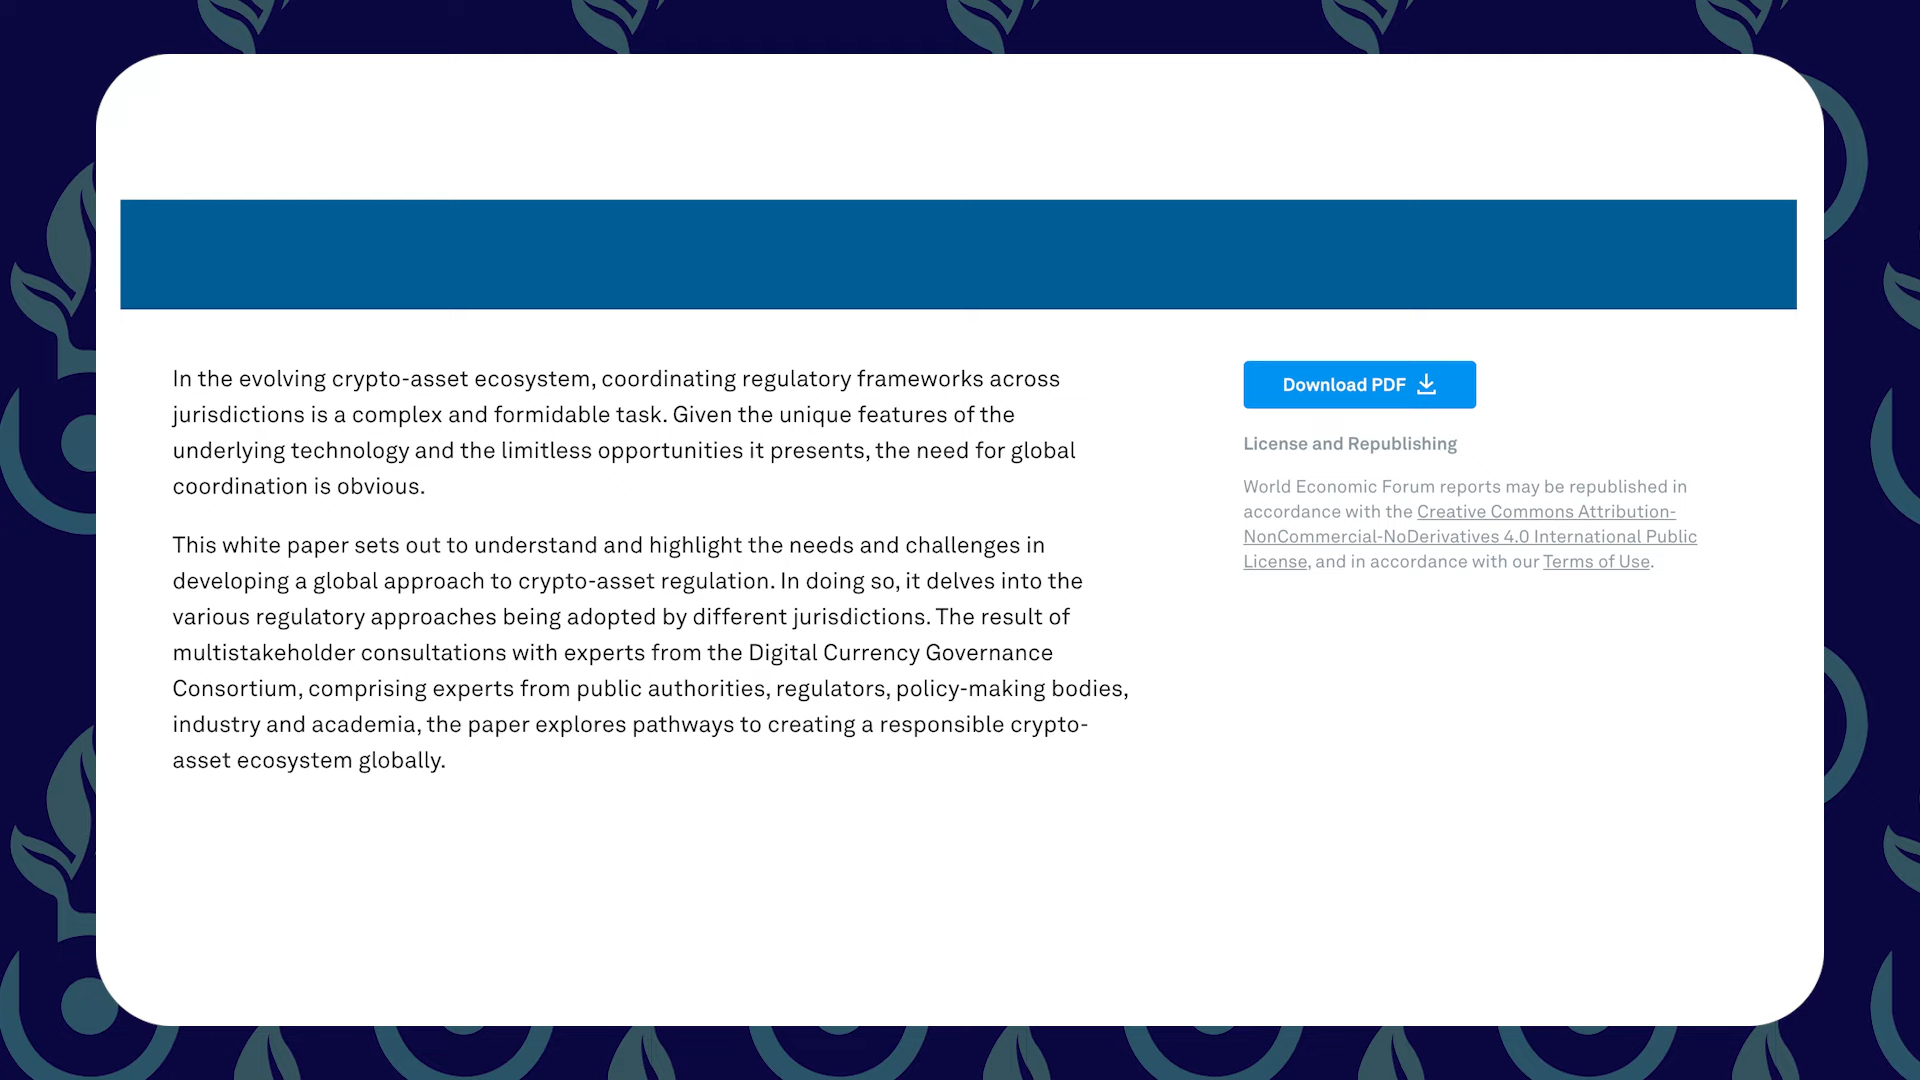 In the evolving crypto-asset ecosystem, coordinating regulatory frameworks across
jurisdictions is a complex and formidable task. Given the unique features of the
underlying technology and the limitless opportunities it presents, the need for global
coordination is obvious.
This white paper sets out to understand and highlight the needs and challenges in
developing a global approach to crypto-asset regulation. In doing so, it delves into the
various regulatory approaches being adopted by different jurisdictions. The result of
multistakeholder consultations with experts from the Digital Currency Governance
Consortium, comprising experts from public authorities, regulators, policy-making bodies,
industry and academia, the paper explores pathways to creating a responsible crypto-
asset ecosystem globally.
Download PDF
License and Republishing
World Economic Forum reports may be republished in
accordance with the Creative Commons Attribution-
NonCommercial-NoDerivatives 4.0 International Public
License, and in accordance with our Terms of Use.